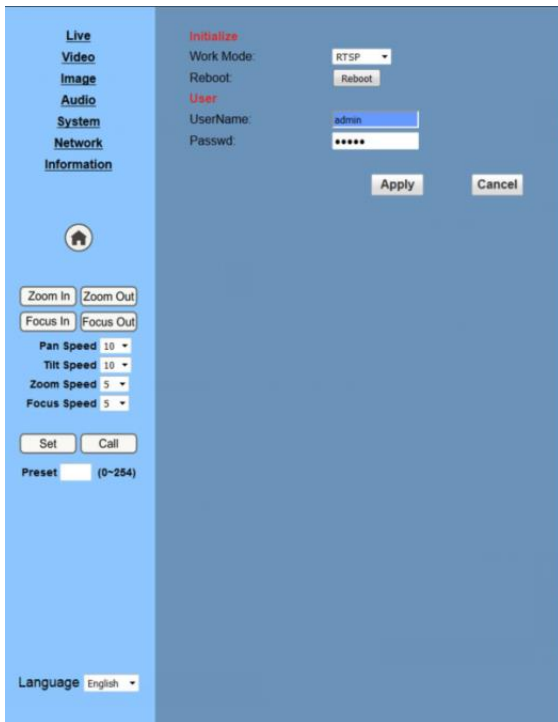 Live
Video
Image
Audio
System
Network
Information
Zoom In Zoom Out
Focus In Focus Out
Pan Speed 10
Tilt Speed 10
Zoom Speed 5
Focus Speed 5
Set Call
Preset (0~254)
Language English
Initialize
Work Mode: RTSP
Reboot: Reboot
User
UserName: admin
Passwd: •••••
Apply Cancel